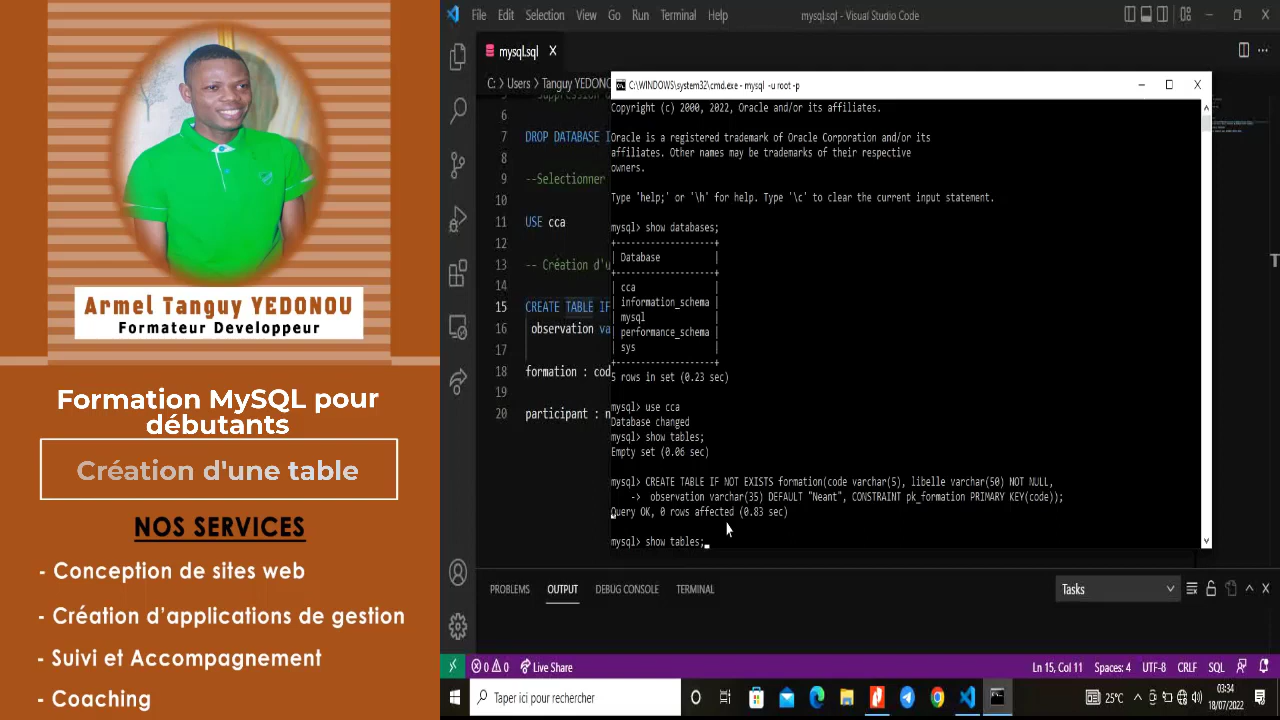 Armel Tanguy YEDONOU
Formateur Developpeur
Formation MySQL pour
débutants
Création d'une table
NOS SERVICES
- Conception de sites web
- Création d'applications de gestion
- Suivi et Accompagnement
- Coaching
File Edit Selection View Go Run Terminal Help
mysql.sql - Visual Studio Code
mysql.sql
C: > Users > Tanguy YEDONO
6
7 DROP DATABASE I
8
9 --Selectionner
10
11 USE cca
12
13 -- Création d'u
14
15 CREATE TABLE IF
16 observation va
17
18 formation : cod
19
20 participant : n
C:\WINDOWS\system32\cmd.exe - mysql -u root -p
Copyright (c) 2000, 2022, Oracle and/or its affiliates.
Oracle is a registered trademark of Oracle Corporation and/or its
affiliates. Other names may be trademarks of their respective
owners.
Type 'help;' or '\h' for help. Type '\c' to clear the current input statement.
mysql> show databases;
+--------------------+
| Database |
+--------------------+
| cca |
| information_schema |
| mysql |
| performance_schema |
| sys |
+--------------------+
5 rows in set (0.23 sec)
mysql> use cca
Database changed
mysql> show tables;
Empty set (0.06 sec)
mysql> CREATE TABLE IF NOT EXISTS formation(code varchar(5), libelle varchar(50) NOT NULL,
-> observation varchar(35) DEFAULT "Neant", CONSTRAINT pk_formation PRIMARY KEY(code));
Query OK, 0 rows affected (0.83 sec)
mysql> show tables;
PROBLEMS OUTPUT DEBUG CONSOLE TERMINAL
Tasks
0 0 Live Share
Ln 15, Col 11 Spaces: 4 UTF-8 CRLF SQL
Taper ici pour rechercher
25°C
03:34
18/07/2022